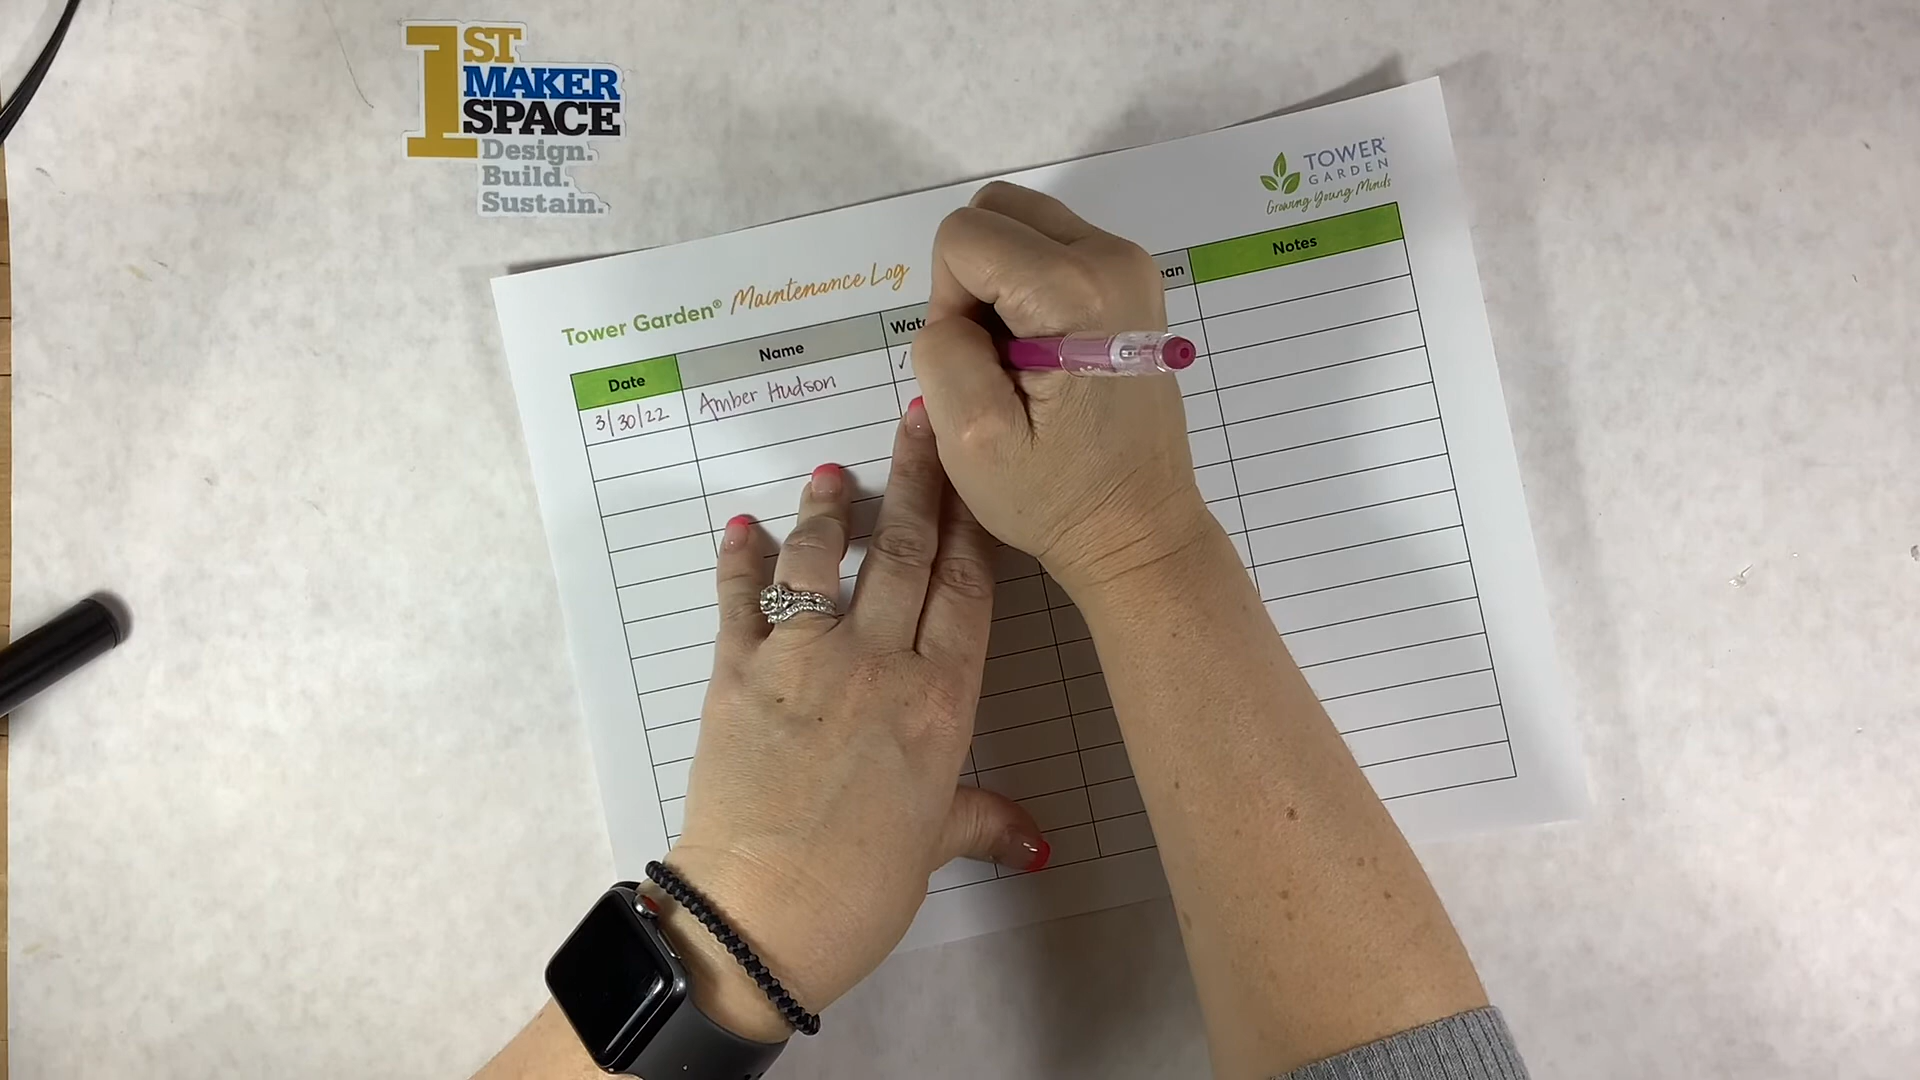 1ST
MAKER
SPACE
Design.
Build.
Sustain.
TOWER
GARDEN
Growing Young Minds
Tower Garden® Maintenance Log
Date Name Notes
3/30/22 Amber Hudson ✓